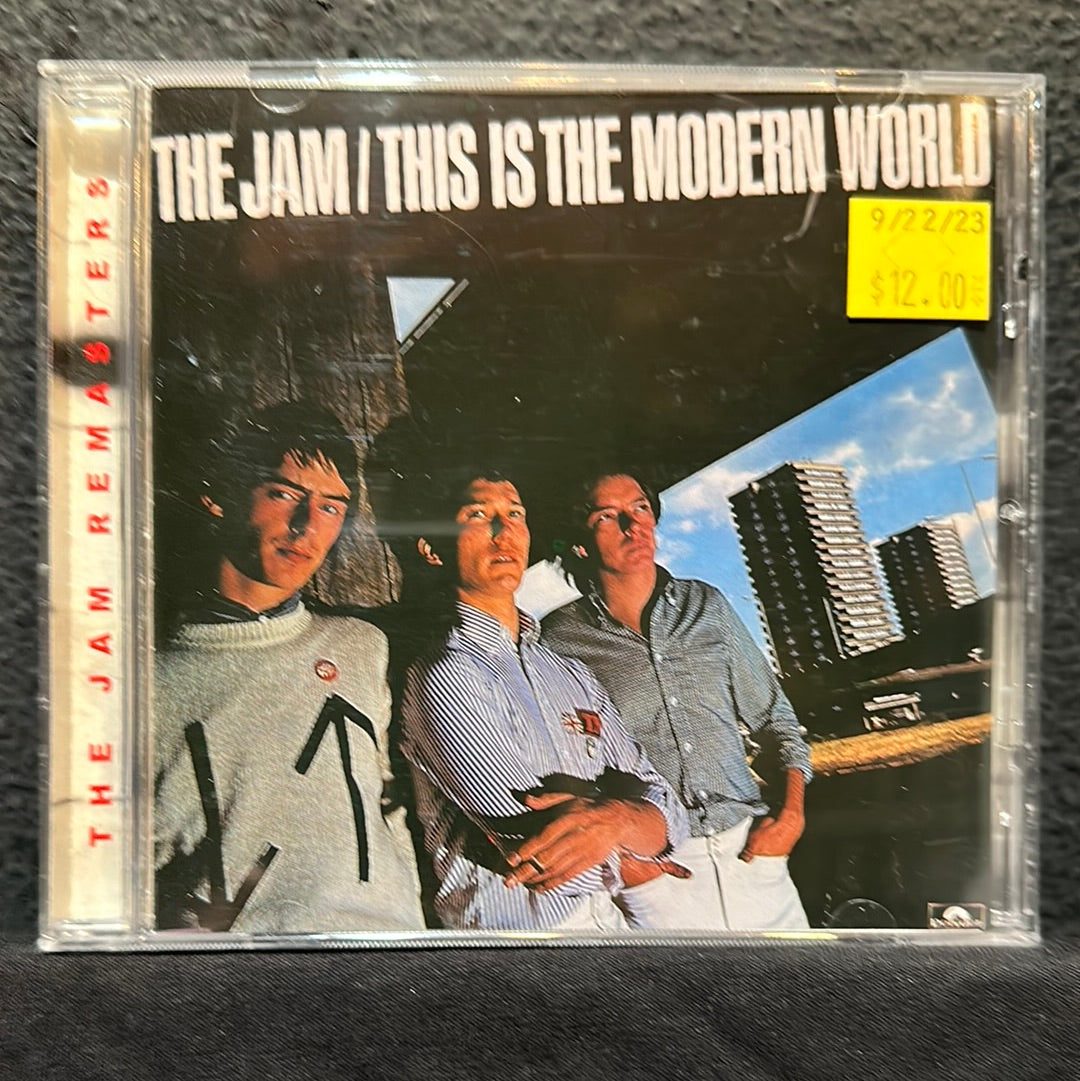 THE JAM / THIS IS THE MODERN WORLD
9/22/23
$12.00
THE JAM REMASTERS